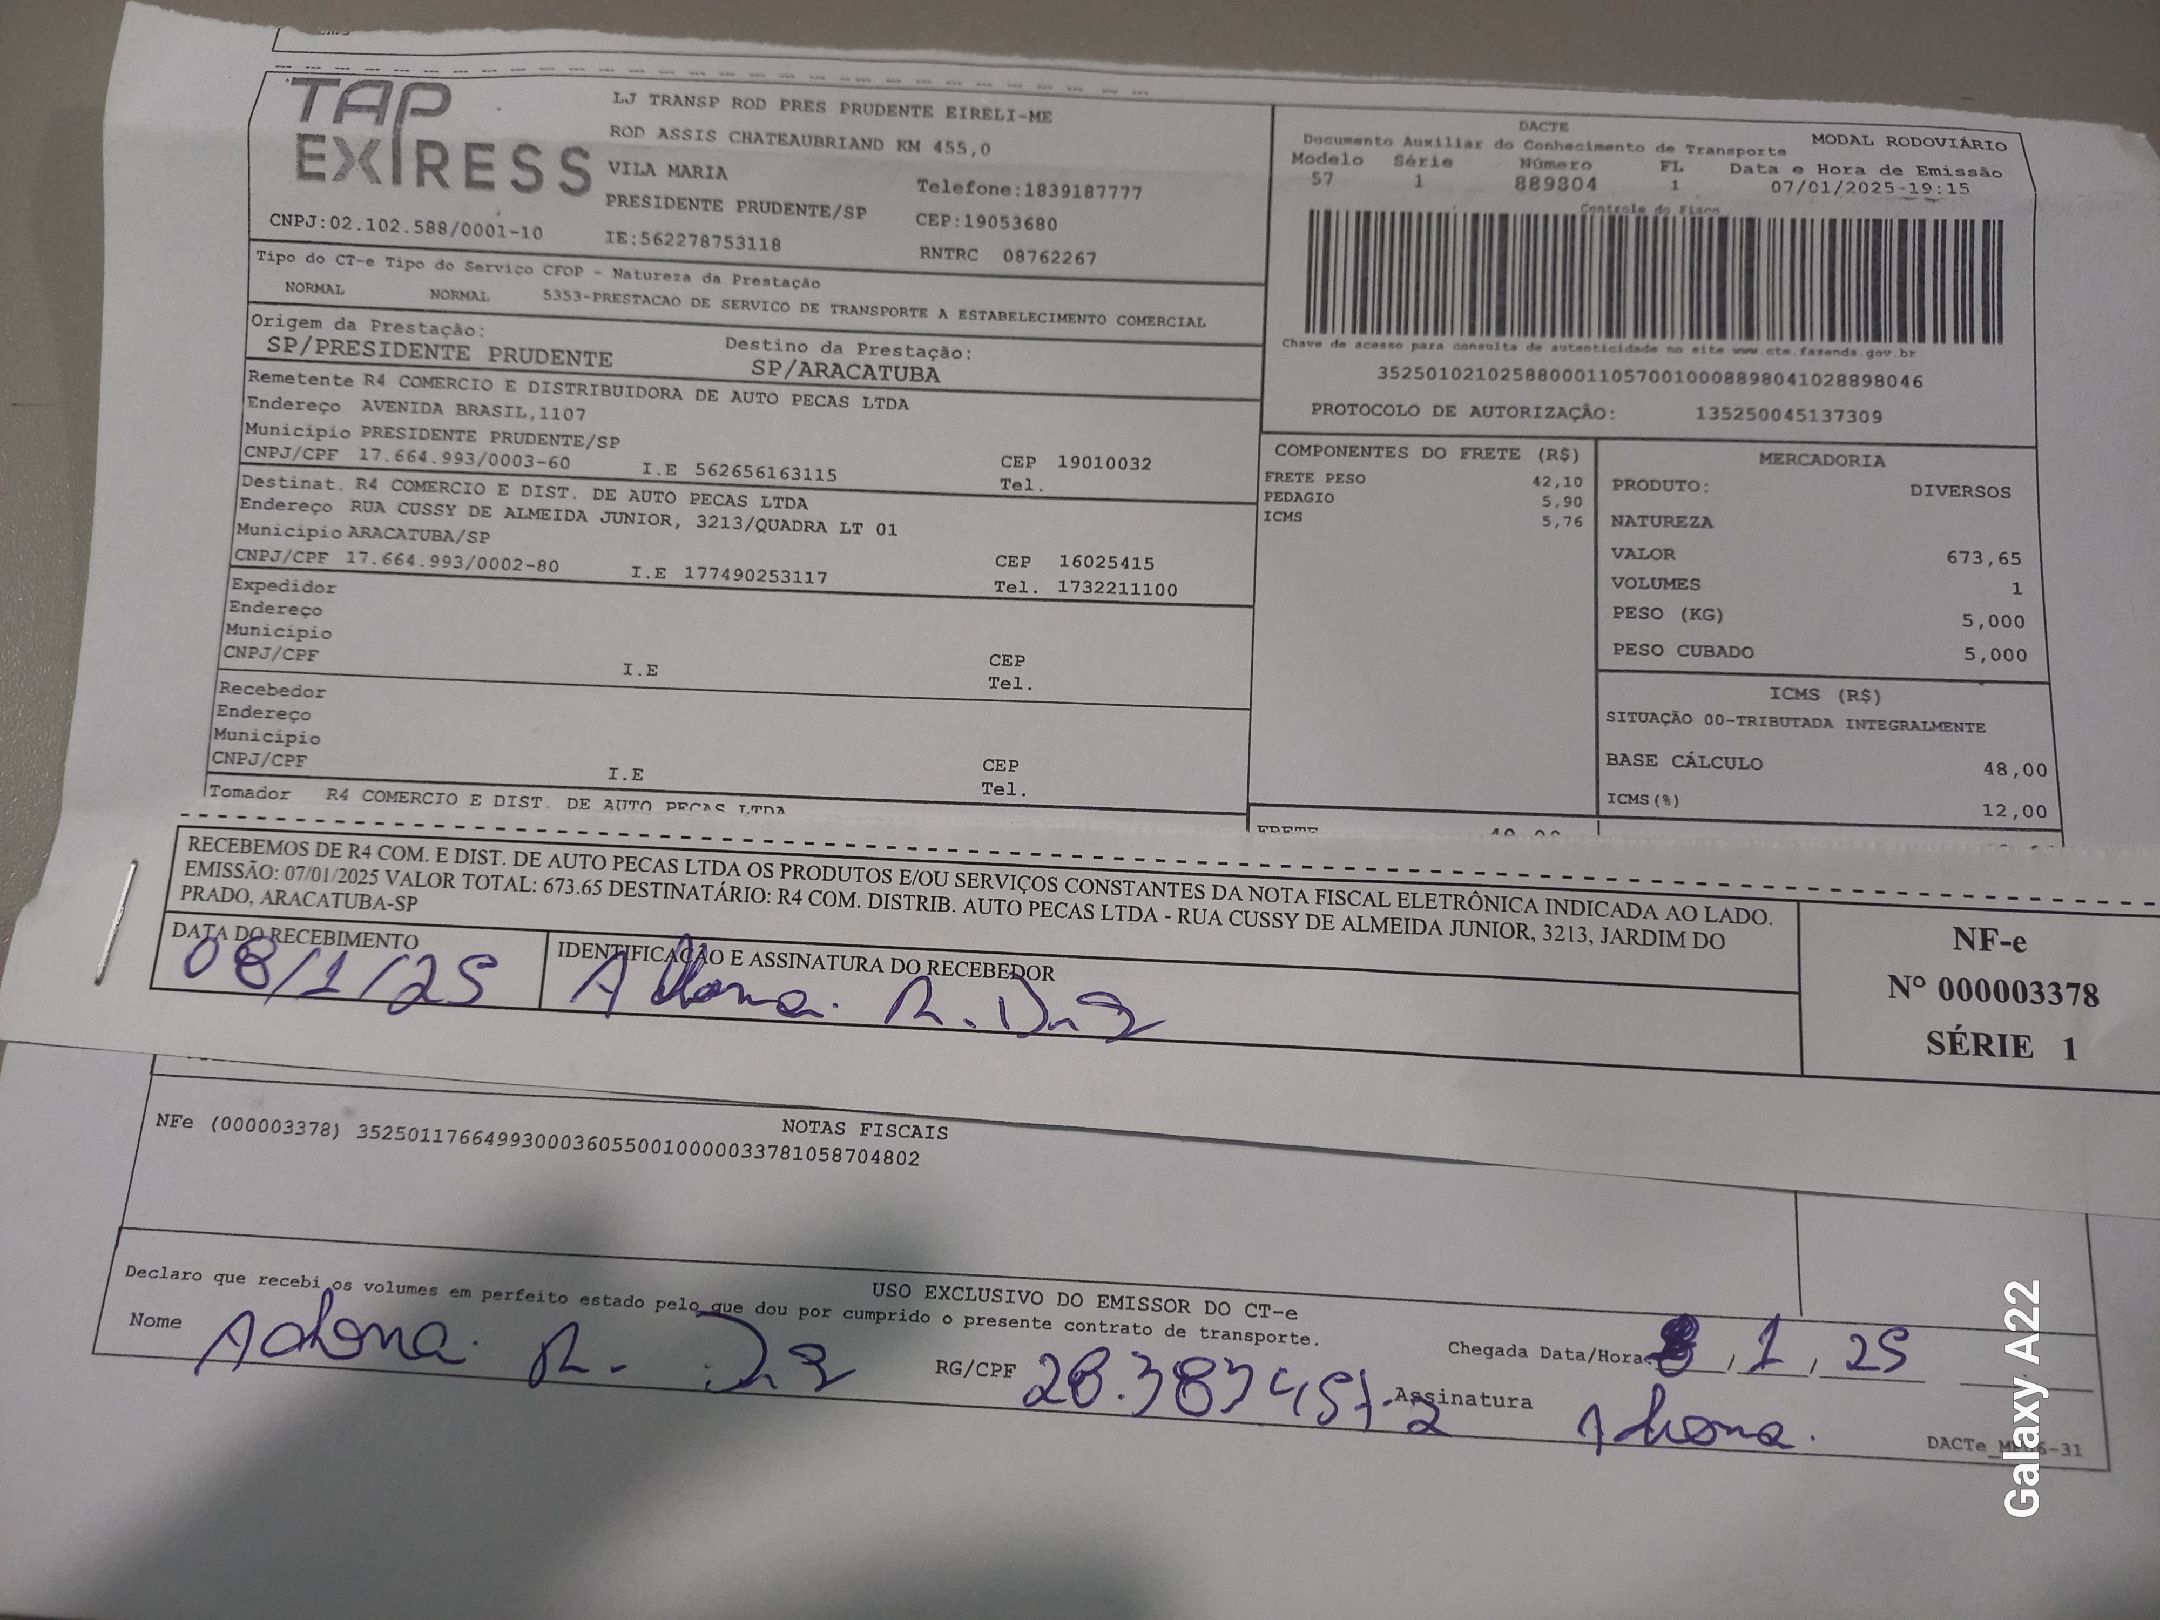 TAP
EXPRESS
CNPJ:02.102.588/0001-10
LJ TRANSP ROD PRES PRUDENTE EIRELI-ME
ROD ASSIS CHATEAUBRIAND KM 455,0
VILA MARIA
Telefone:1839187777
PRESIDENTE PRUDENTE/SP
CEP:19053680
IE:562278753118
RNTRC 08762267
DACTE
MODAL RODOVIÁRIO
Documento Auxiliar do Conhecimento de Transporte
Modelo Série Número FL Data e Hora de Emissão
57 1 889804 1 07/01/2025-19:15
Controle do Fisco
Chave de acesso para consulta de autenticidade no site www.cte.fazenda.gov.br
35250102102588000110570010008898041028898046
PROTOCOLO DE AUTORIZAÇÃO: 135250045137309
Tipo do CT-e Tipo do Serviço CFOP - Natureza da Prestação
NORMAL NORMAL 5353-PRESTACAO DE SERVICO DE TRANSPORTE A ESTABELECIMENTO COMERCIAL
Origem da Prestação: Destino da Prestação:
SP/PRESIDENTE PRUDENTE SP/ARACATUBA
Remetente R4 COMERCIO E DISTRIBUIDORA DE AUTO PECAS LTDA
Endereço AVENIDA BRASIL,1107
Município PRESIDENTE PRUDENTE/SP CEP 19010032
CNPJ/CPF 17.664.993/0003-60 I.E 562656163115 Tel.
Destinat. R4 COMERCIO E DIST. DE AUTO PECAS LTDA
Endereço RUA CUSSY DE ALMEIDA JUNIOR, 3213/QUADRA LT 01
Município ARACATUBA/SP CEP 16025415
CNPJ/CPF 17.664.993/0002-80 I.E 177490253117 Tel. 1732211100
Expedidor
Endereço
Município CEP
CNPJ/CPF I.E Tel.
Recebedor
Endereço
Município CEP
CNPJ/CPF I.E Tel.
Tomador R4 COMERCIO E DIST. DE AUTO PECAS LTDA
COMPONENTES DO FRETE (R$)
FRETE PESO 42,10
PEDAGIO 5,90
ICMS 5,76
MERCADORIA
PRODUTO: DIVERSOS
NATUREZA
VALOR 673,65
VOLUMES 1
PESO (KG) 5,000
PESO CUBADO 5,000
ICMS (R$)
SITUAÇÃO 00-TRIBUTADA INTEGRALMENTE
BASE CÁLCULO 48,00
ICMS(%) 12,00
RECEBEMOS DE R4 COM. E DIST. DE AUTO PECAS LTDA OS PRODUTOS E/OU SERVIÇOS CONSTANTES DA NOTA FISCAL ELETRÔNICA INDICADA AO LADO.
EMISSÃO: 07/01/2025 VALOR TOTAL: 673.65 DESTINATÁRIO: R4 COM. DISTRIB. AUTO PECAS LTDA - RUA CUSSY DE ALMEIDA JUNIOR, 3213, JARDIM DO
PRADO, ARACATUBA-SP
DATA DO RECEBIMENTO IDENTIFICAÇÃO E ASSINATURA DO RECEBEDOR
08/1/25
NF-e
Nº 000003378
SÉRIE 1
NOTAS FISCAIS
NFe (000003378) 35250117664993000360550010000033781058704802
USO EXCLUSIVO DO EMISSOR DO CT-e
Declaro que recebi os volumes em perfeito estado pelo que dou por cumprido o presente contrato de transporte.
Nome RG/CPF Chegada Data/Hora: 8, 1, 25
Assinatura
Galaxy A22